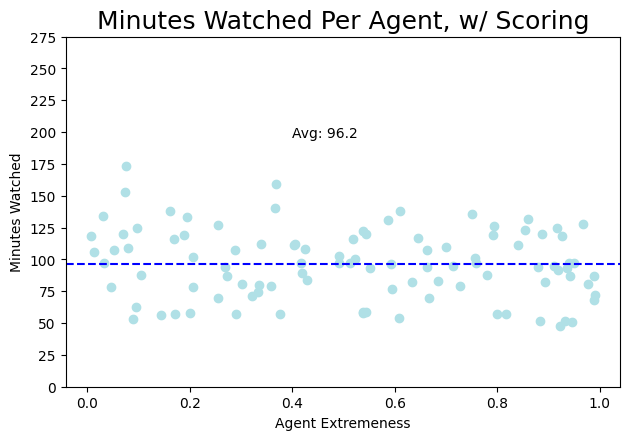 Minutes Watched Per Agent, w/ Scoring
275
250
225
200
175
150
125
100
75
50
25
0
Minutes Watched
Avg: 96.2
0.0 0.2 0.4 0.6 0.8 1.0
Agent Extremeness